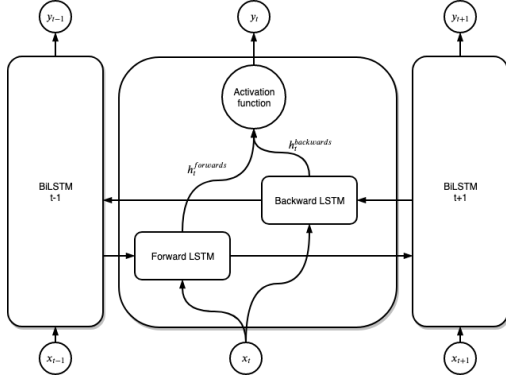 y_{t-1}
y_t
y_{t+1}
Activation
function
h_t^{forwards}
h_t^{backwards}
BiLSTM
t-1
Backward LSTM
BiLSTM
t+1
Forward LSTM
x_{t-1}
x_t
x_{t+1}